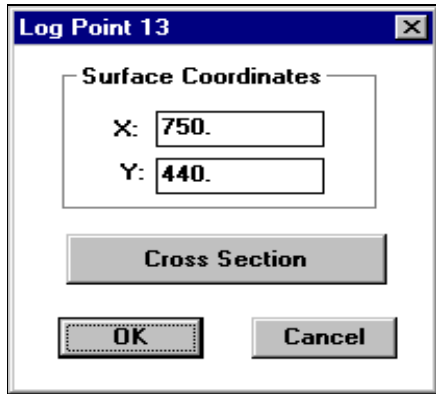 Log Point 13
Surface Coordinates
X: 750.
Y: 440.
Cross Section
OK Cancel